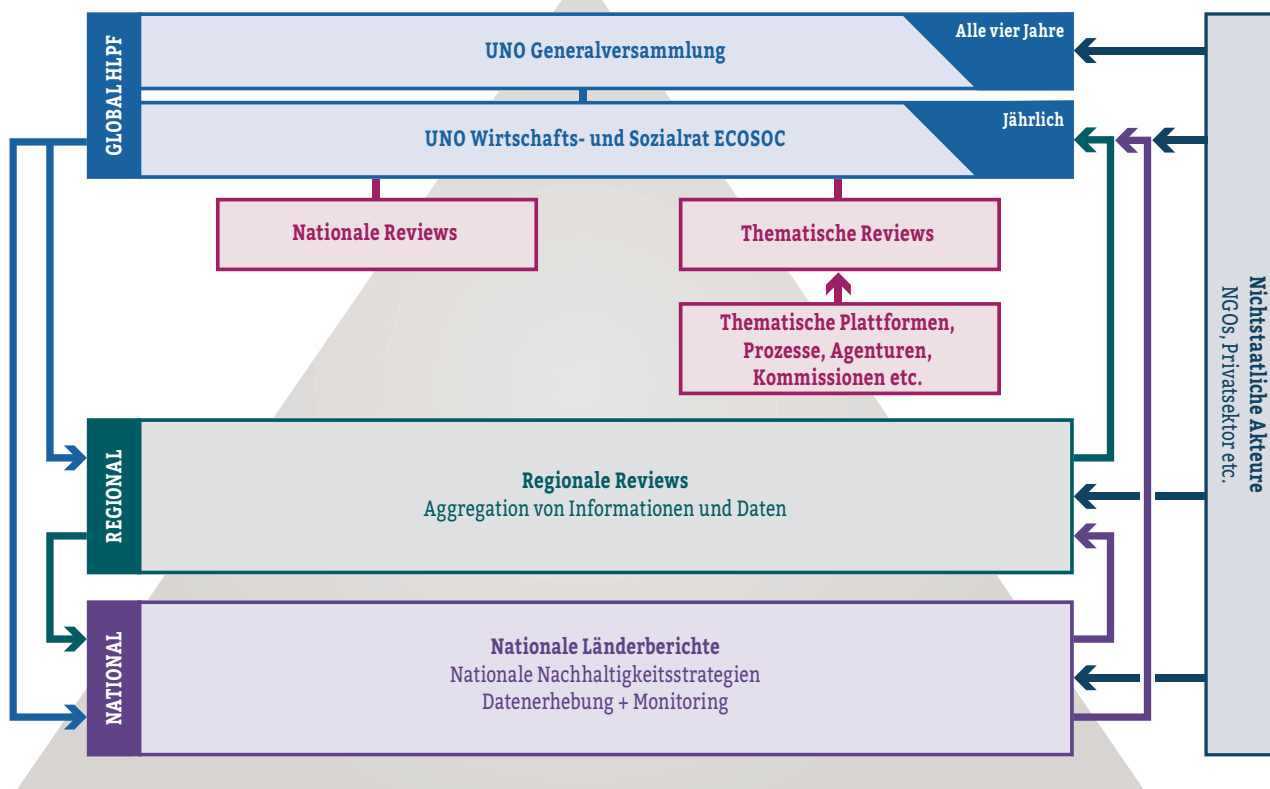 GLOBAL HLPF
UNO Generalversammlung
Alle vier Jahre
UNO Wirtschafts- und Sozialrat ECOSOC
Jährlich
Nationale Reviews
Thematische Reviews
Thematische Plattformen,
Prozesse, Agenturen,
Kommissionen etc.
REGIONAL
Regionale Reviews
Aggregation von Informationen und Daten
NATIONAL
Nationale Länderberichte
Nationale Nachhaltigkeitsstrategien
Datenerhebung + Monitoring
Nichtstaatliche Akteure
NGOs, Privatsektor etc.